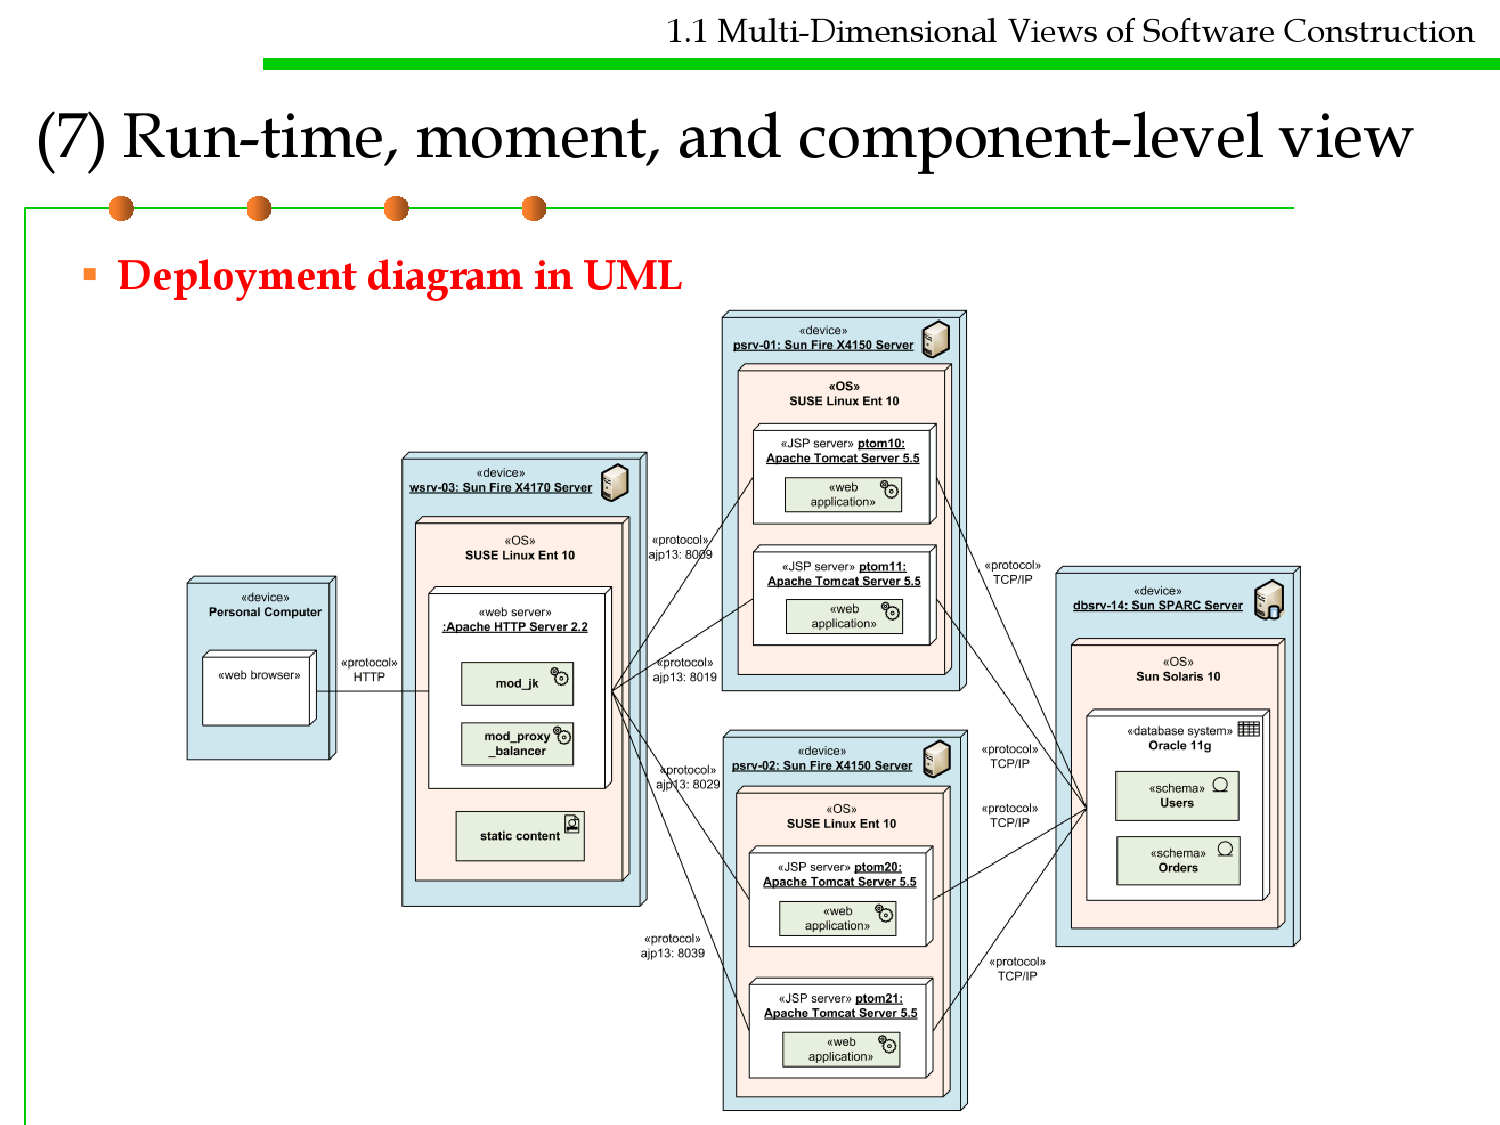 1.1 Multi-Dimensional Views of Software Construction
(7) Run-time, moment, and component-level view
Deployment diagram in UML
«device»
Personal Computer
«web browser»
«protocol»
HTTP
«device»
wsrv-03: Sun Fire X4170 Server
«OS»
SUSE Linux Ent 10
«web server»
:Apache HTTP Server 2.2
mod_jk
mod_proxy
_balancer
static content
«protocol»
ajp13: 8009
«protocol»
ajp13: 8019
«protocol»
ajp13: 8029
«protocol»
ajp13: 8039
«device»
psrv-01: Sun Fire X4150 Server
«OS»
SUSE Linux Ent 10
«JSP server» ptom10:
Apache Tomcat Server 5.5
«web
application»
«JSP server» ptom11:
Apache Tomcat Server 5.5
«web
application»
«device»
psrv-02: Sun Fire X4150 Server
«OS»
SUSE Linux Ent 10
«JSP server» ptom20:
Apache Tomcat Server 5.5
«web
application»
«JSP server» ptom21:
Apache Tomcat Server 5.5
«web
application»
«protocol»
TCP/IP
«protocol»
TCP/IP
«protocol»
TCP/IP
«protocol»
TCP/IP
«device»
dbsrv-14: Sun SPARC Server
«OS»
Sun Solaris 10
«database system»
Oracle 11g
«schema»
Users
«schema»
Orders